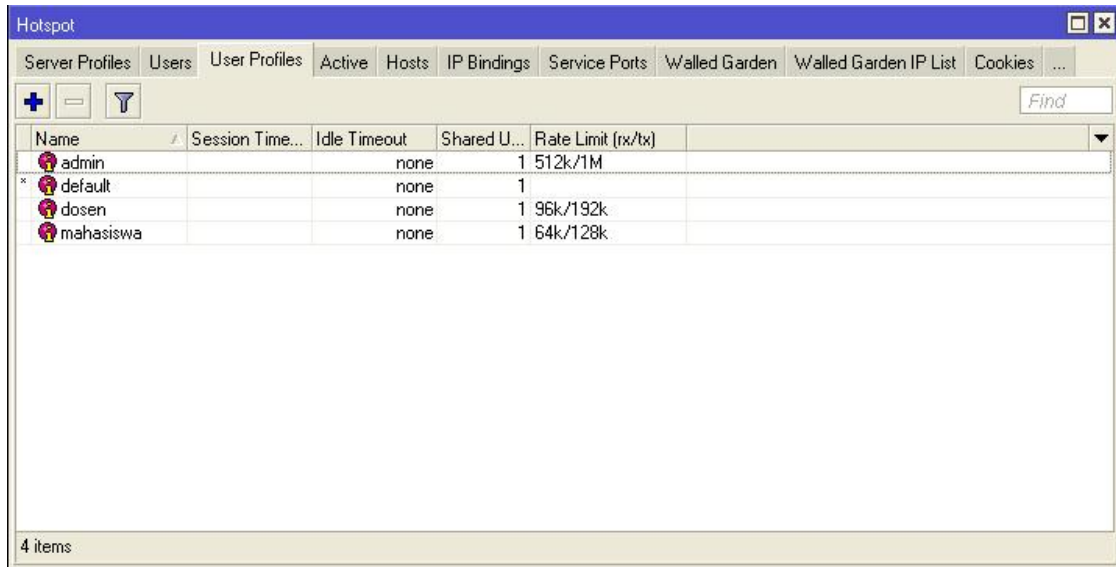 Hotspot
Server Profiles Users User Profiles Active Hosts IP Bindings Service Ports Walled Garden Walled Garden IP List Cookies ...
Find
Name Session Time... Idle Timeout Shared U... Rate Limit (rx/tx)
admin none 1 512k/1M
* default none 1
dosen none 1 96k/192k
mahasiswa none 1 64k/128k
4 items